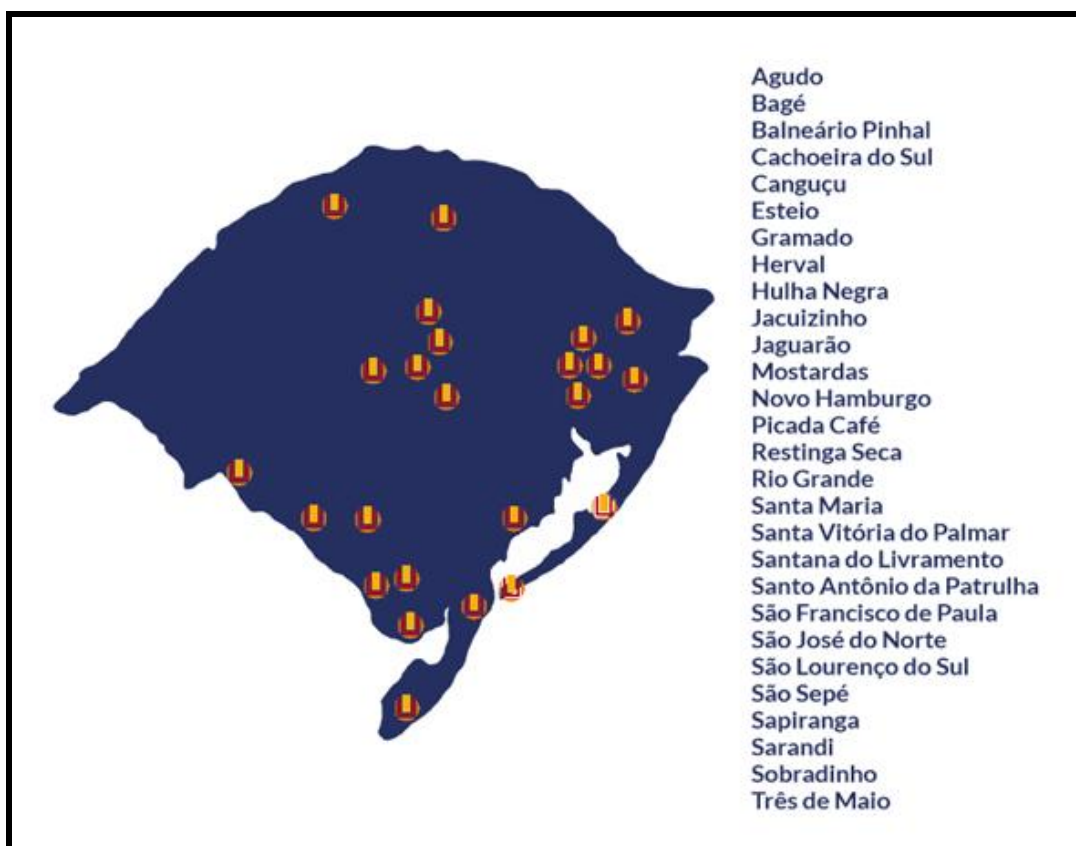 Agudo
Bagé
Balneário Pinhal
Cachoeira do Sul
Canguçu
Esteio
Gramado
Herval
Hulha Negra
Jacuizinho
Jaguarão
Mostardas
Novo Hamburgo
Picada Café
Restinga Seca
Rio Grande
Santa Maria
Santa Vitória do Palmar
Santana do Livramento
Santo Antônio da Patrulha
São Francisco de Paula
São José do Norte
São Lourenço do Sul
São Sepé
Sapiranga
Sarandi
Sobradinho
Três de Maio